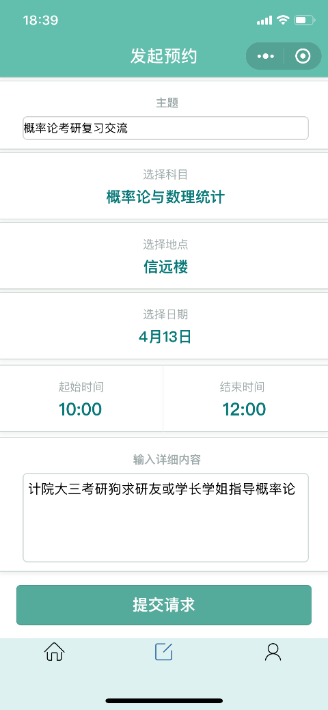 18:39
发起预约
主题
概率论考研复习交流
选择科目
概率论与数理统计
选择地点
信远楼
选择日期
4月13日
起始时间 结束时间
10:00 12:00
输入详细内容
计院大三考研狗求研友或学长学姐指导概率论
提交请求